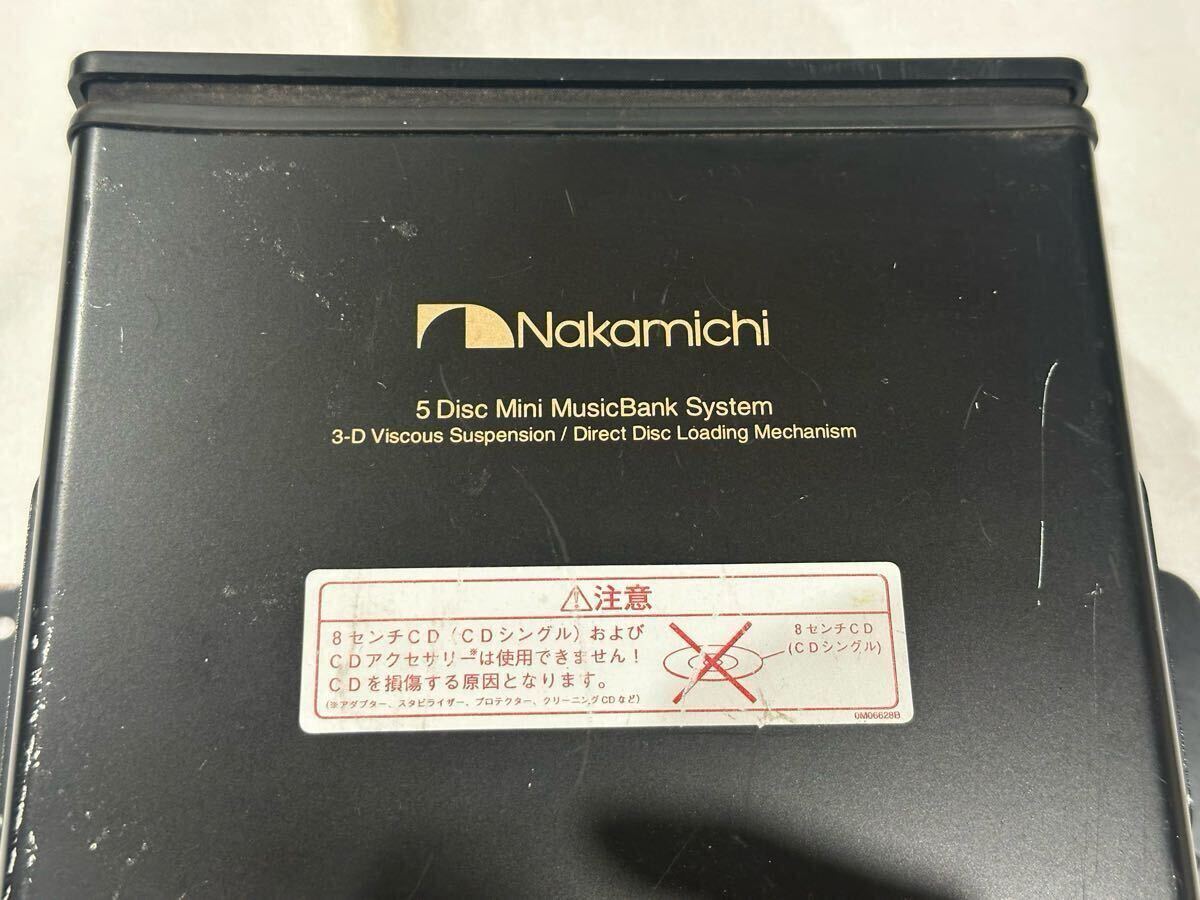 Nakamichi
5 Disc Mini MusicBank System
3-D Viscous Suspension / Direct Disc Loading Mechanism
⚠注意
8センチCD(CDシングル)および
CDアクセサリー※は使用できません!
CDを損傷する原因となります。
(※アダプター、スタビライザー、プロテクター、クリーニングCDなど)
8センチCD
(CDシングル)
0M06628B